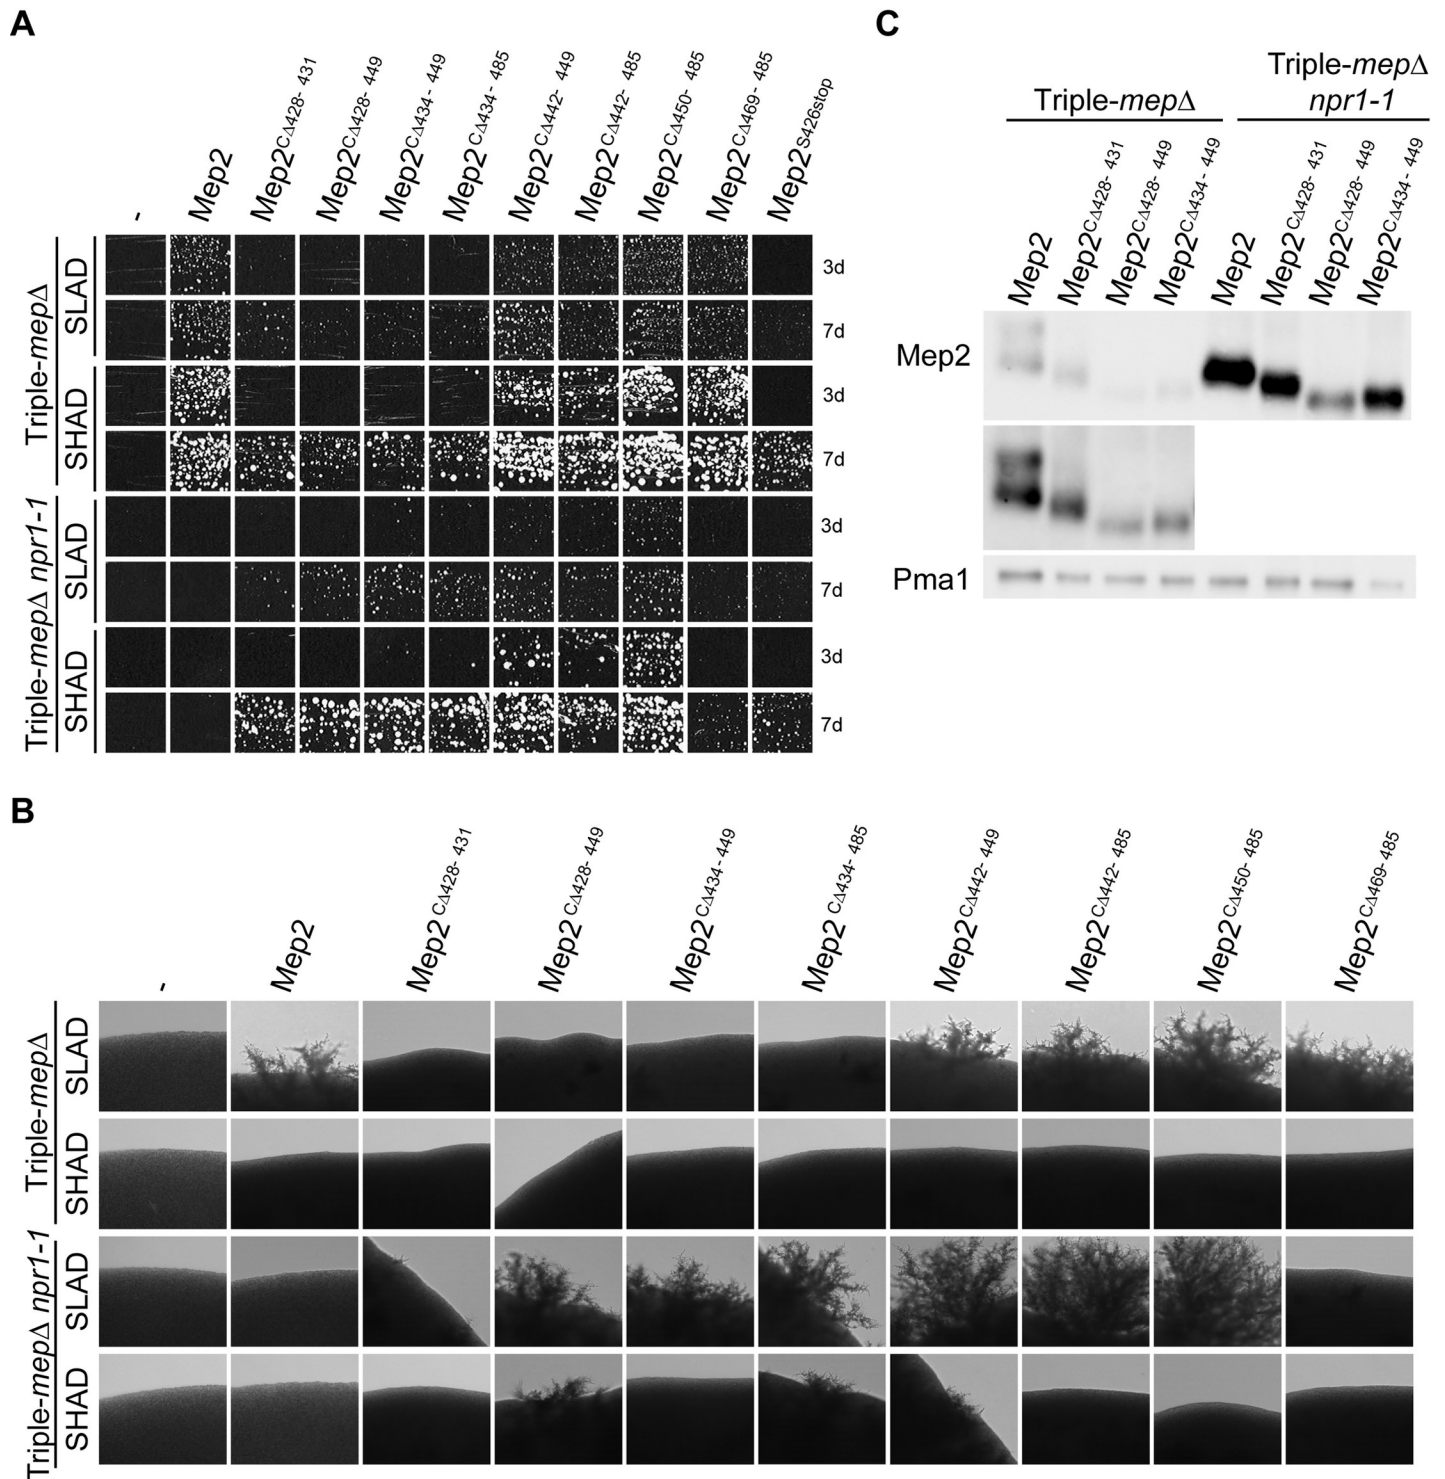 A
-
Mep2
Mep2CΔ428- 431
Mep2CΔ428- 449
Mep2CΔ434- 449
Mep2CΔ434- 485
Mep2CΔ442- 449
Mep2CΔ442- 485
Mep2CΔ450- 485
Mep2CΔ469- 485
Mep2S426stop
Triple-mepΔ
SLAD
3d
7d
SHAD
3d
7d
Triple-mepΔ npr1-1
SLAD
3d
7d
SHAD
3d
7d
C
Triple-mepΔ
Triple-mepΔ
npr1-1
Mep2
Mep2CΔ428- 431
Mep2CΔ428- 449
Mep2CΔ434- 449
Mep2
Mep2CΔ428- 431
Mep2CΔ428- 449
Mep2CΔ434- 449
Mep2
Pma1
B
-
Mep2
Mep2CΔ428- 431
Mep2CΔ428- 449
Mep2CΔ434- 449
Mep2CΔ434- 485
Mep2CΔ442- 449
Mep2CΔ442- 485
Mep2CΔ450- 485
Mep2CΔ469- 485
Triple-mepΔ
SLAD
SHAD
Triple-mepΔ npr1-1
SLAD
SHAD